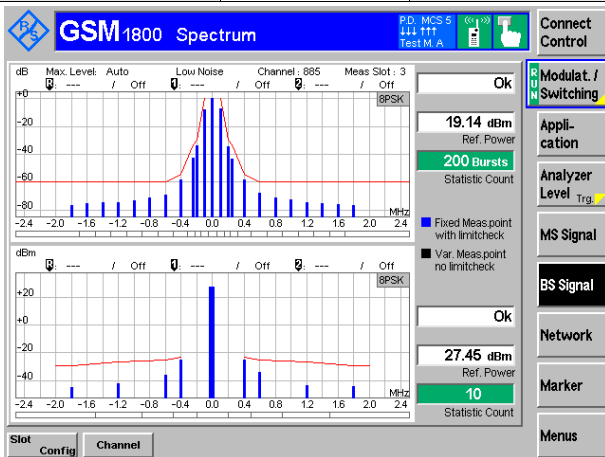 R S
GSM 1800 Spectrum
P.D. MCS 5
Test M. A
Connect Control
dB Max. Level: Auto Low Noise Channel : 885 Meas Slot : 3
--- / Off --- / Off --- / Off
8PSK
+0
-20
-40
-60
-80
MHz
-2.4 -2.0 -1.6 -1.2 -0.8 -0.4 0.0 0.4 0.8 1.2 1.6 2.0 2.4
Ok
19.14 dBm
Ref. Power
200 Bursts
Statistic Count
Fixed Meas.point
with limitcheck
Var. Meas.point
no limitcheck
dBm
--- / Off --- / Off --- / Off
8PSK
+20
+0
-20
-40
MHz
-2.4 -2.0 -1.6 -1.2 -0.8 -0.4 0.0 0.4 0.8 1.2 1.6 2.0 2.4
Ok
27.45 dBm
Ref. Power
10
Statistic Count
RUN
Modulat. /
Switching
Appli-
cation
Analyzer
Level Trg.
MS Signal
BS Signal
Network
Marker
Menus
Slot
Config
Channel